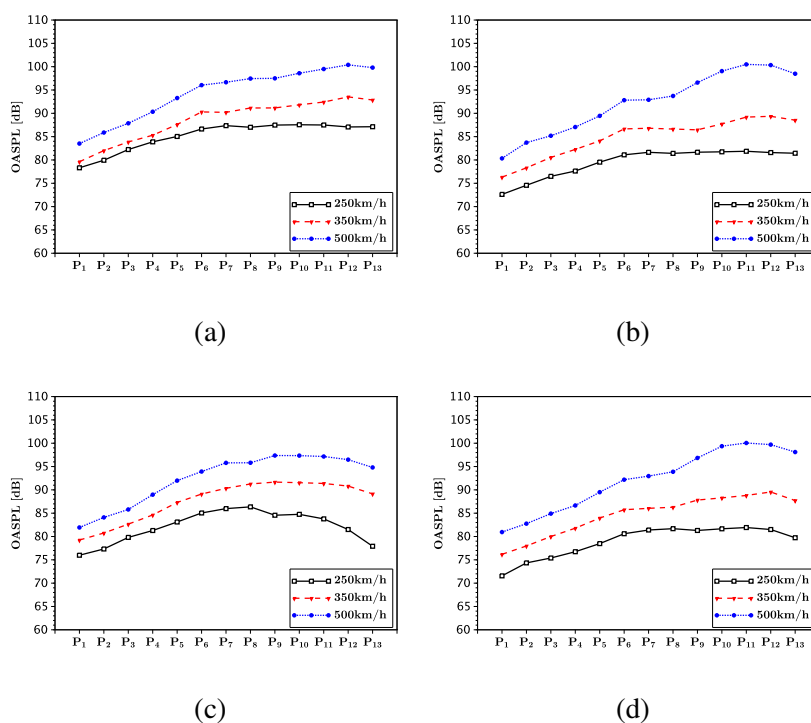 110
105
100
95
90
85
80
75
70
65
60
OASPL [dB]
250km/h
350km/h
500km/h
P₁ P₂ P₃ P₄ P₅ P₆ P₇ P₈ P₉ P₁₀ P₁₁ P₁₂ P₁₃
(a)
110
105
100
95
90
85
80
75
70
65
60
OASPL [dB]
250km/h
350km/h
500km/h
P₁ P₂ P₃ P₄ P₅ P₆ P₇ P₈ P₉ P₁₀ P₁₁ P₁₂ P₁₃
(b)
110
105
100
95
90
85
80
75
70
65
60
OASPL [dB]
250km/h
350km/h
500km/h
P₁ P₂ P₃ P₄ P₅ P₆ P₇ P₈ P₉ P₁₀ P₁₁ P₁₂ P₁₃
(c)
110
105
100
95
90
85
80
75
70
65
60
OASPL [dB]
250km/h
350km/h
500km/h
P₁ P₂ P₃ P₄ P₅ P₆ P₇ P₈ P₉ P₁₀ P₁₁ P₁₂ P₁₃
(d)